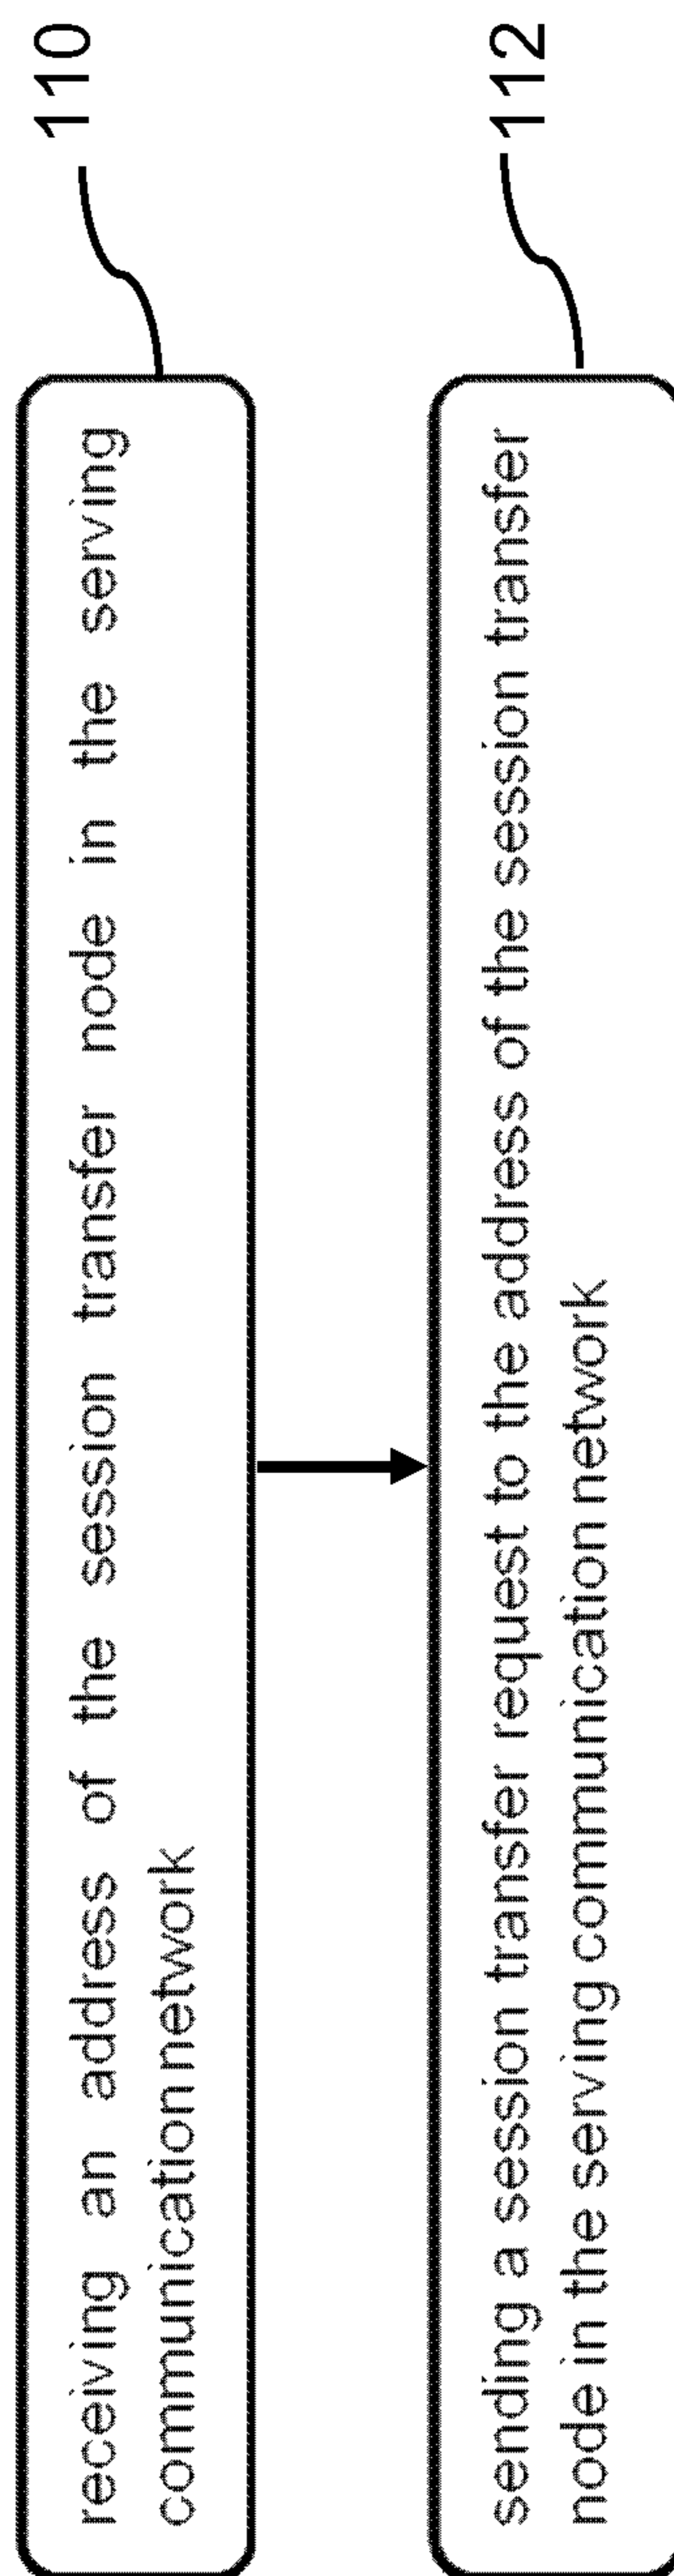 110
receiving an address of the session transfer node in the serving
communication network
112
sending a session transfer request to the address of the session transfer
node in the serving communication network